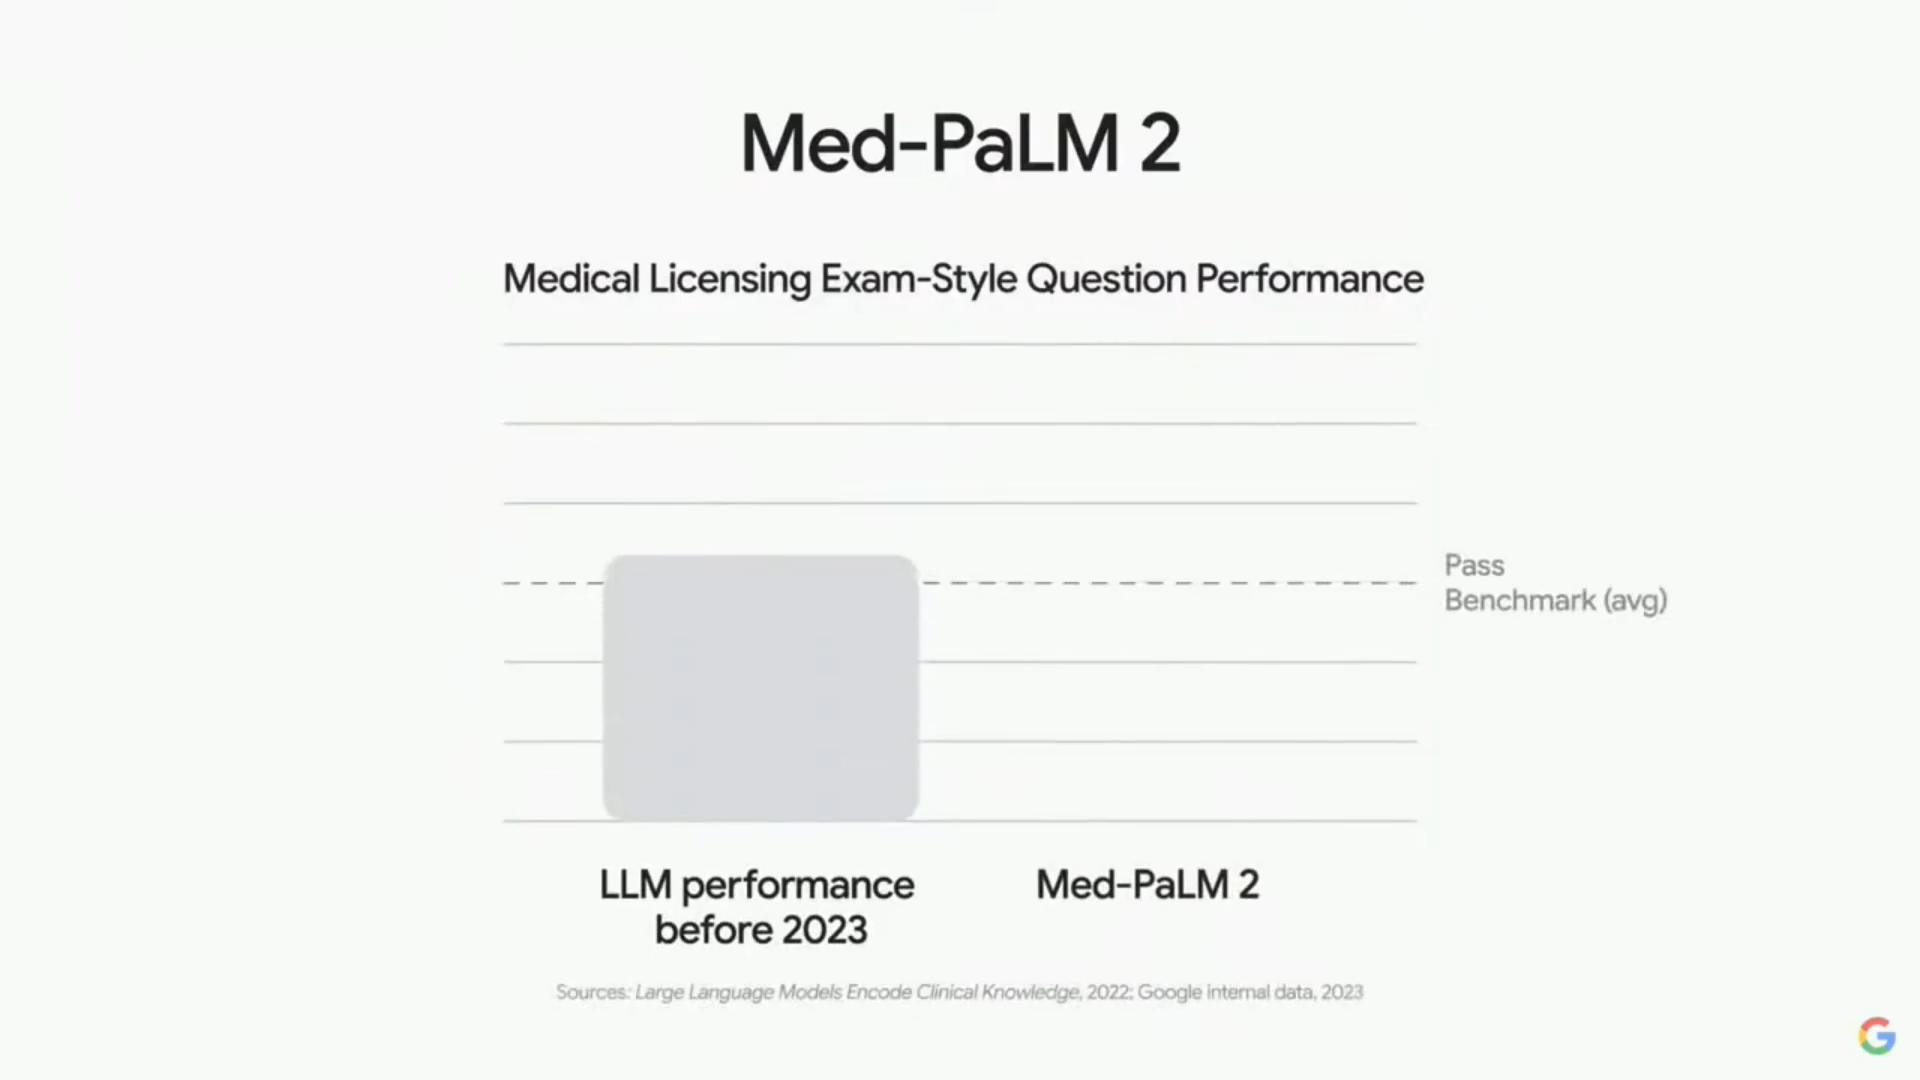 Med-PaLM 2
Medical Licensing Exam-Style Question Performance
Pass
Benchmark (avg)
LLM performance
before 2023
Med-PaLM 2
Sources: Large Language Models Encode Clinical Knowledge, 2022; Google internal data, 2023